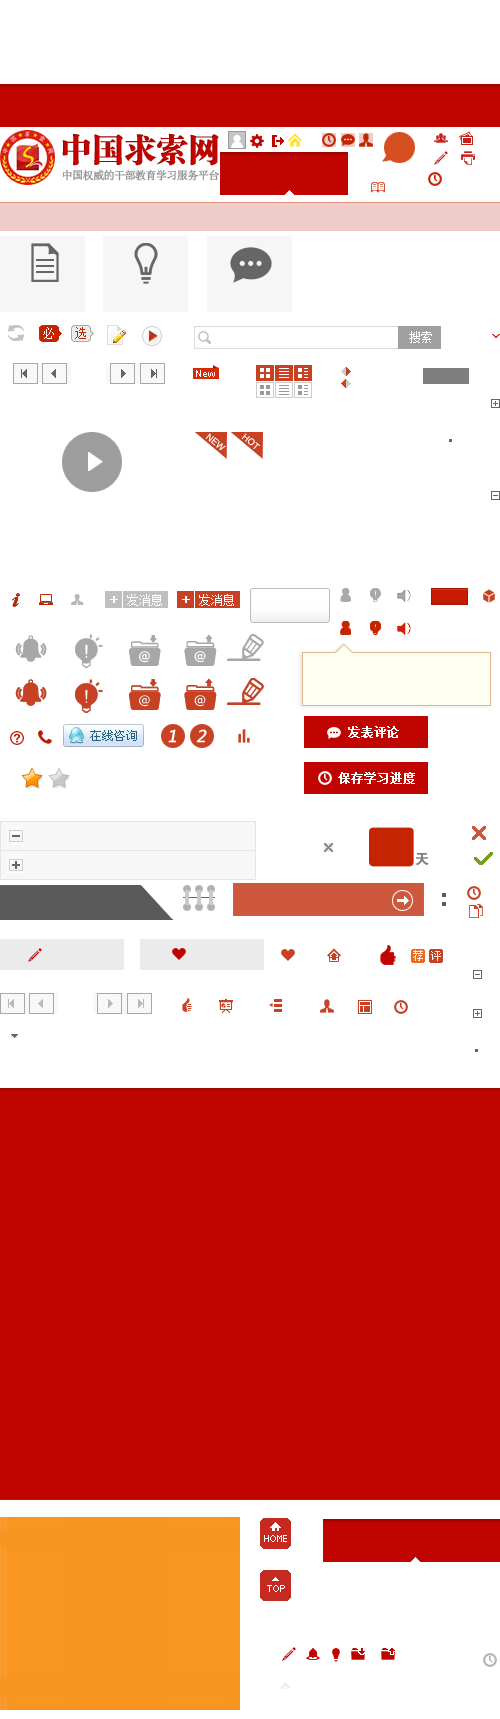 中国求索网
中国权威的干部教育学习服务平台
必 选
搜索
New
NEW HOT
+ 发消息 + 发消息
@ @
@ @
在线咨询 1 2
发表评论
保存学习进度
天
荐 评
HOME
TOP